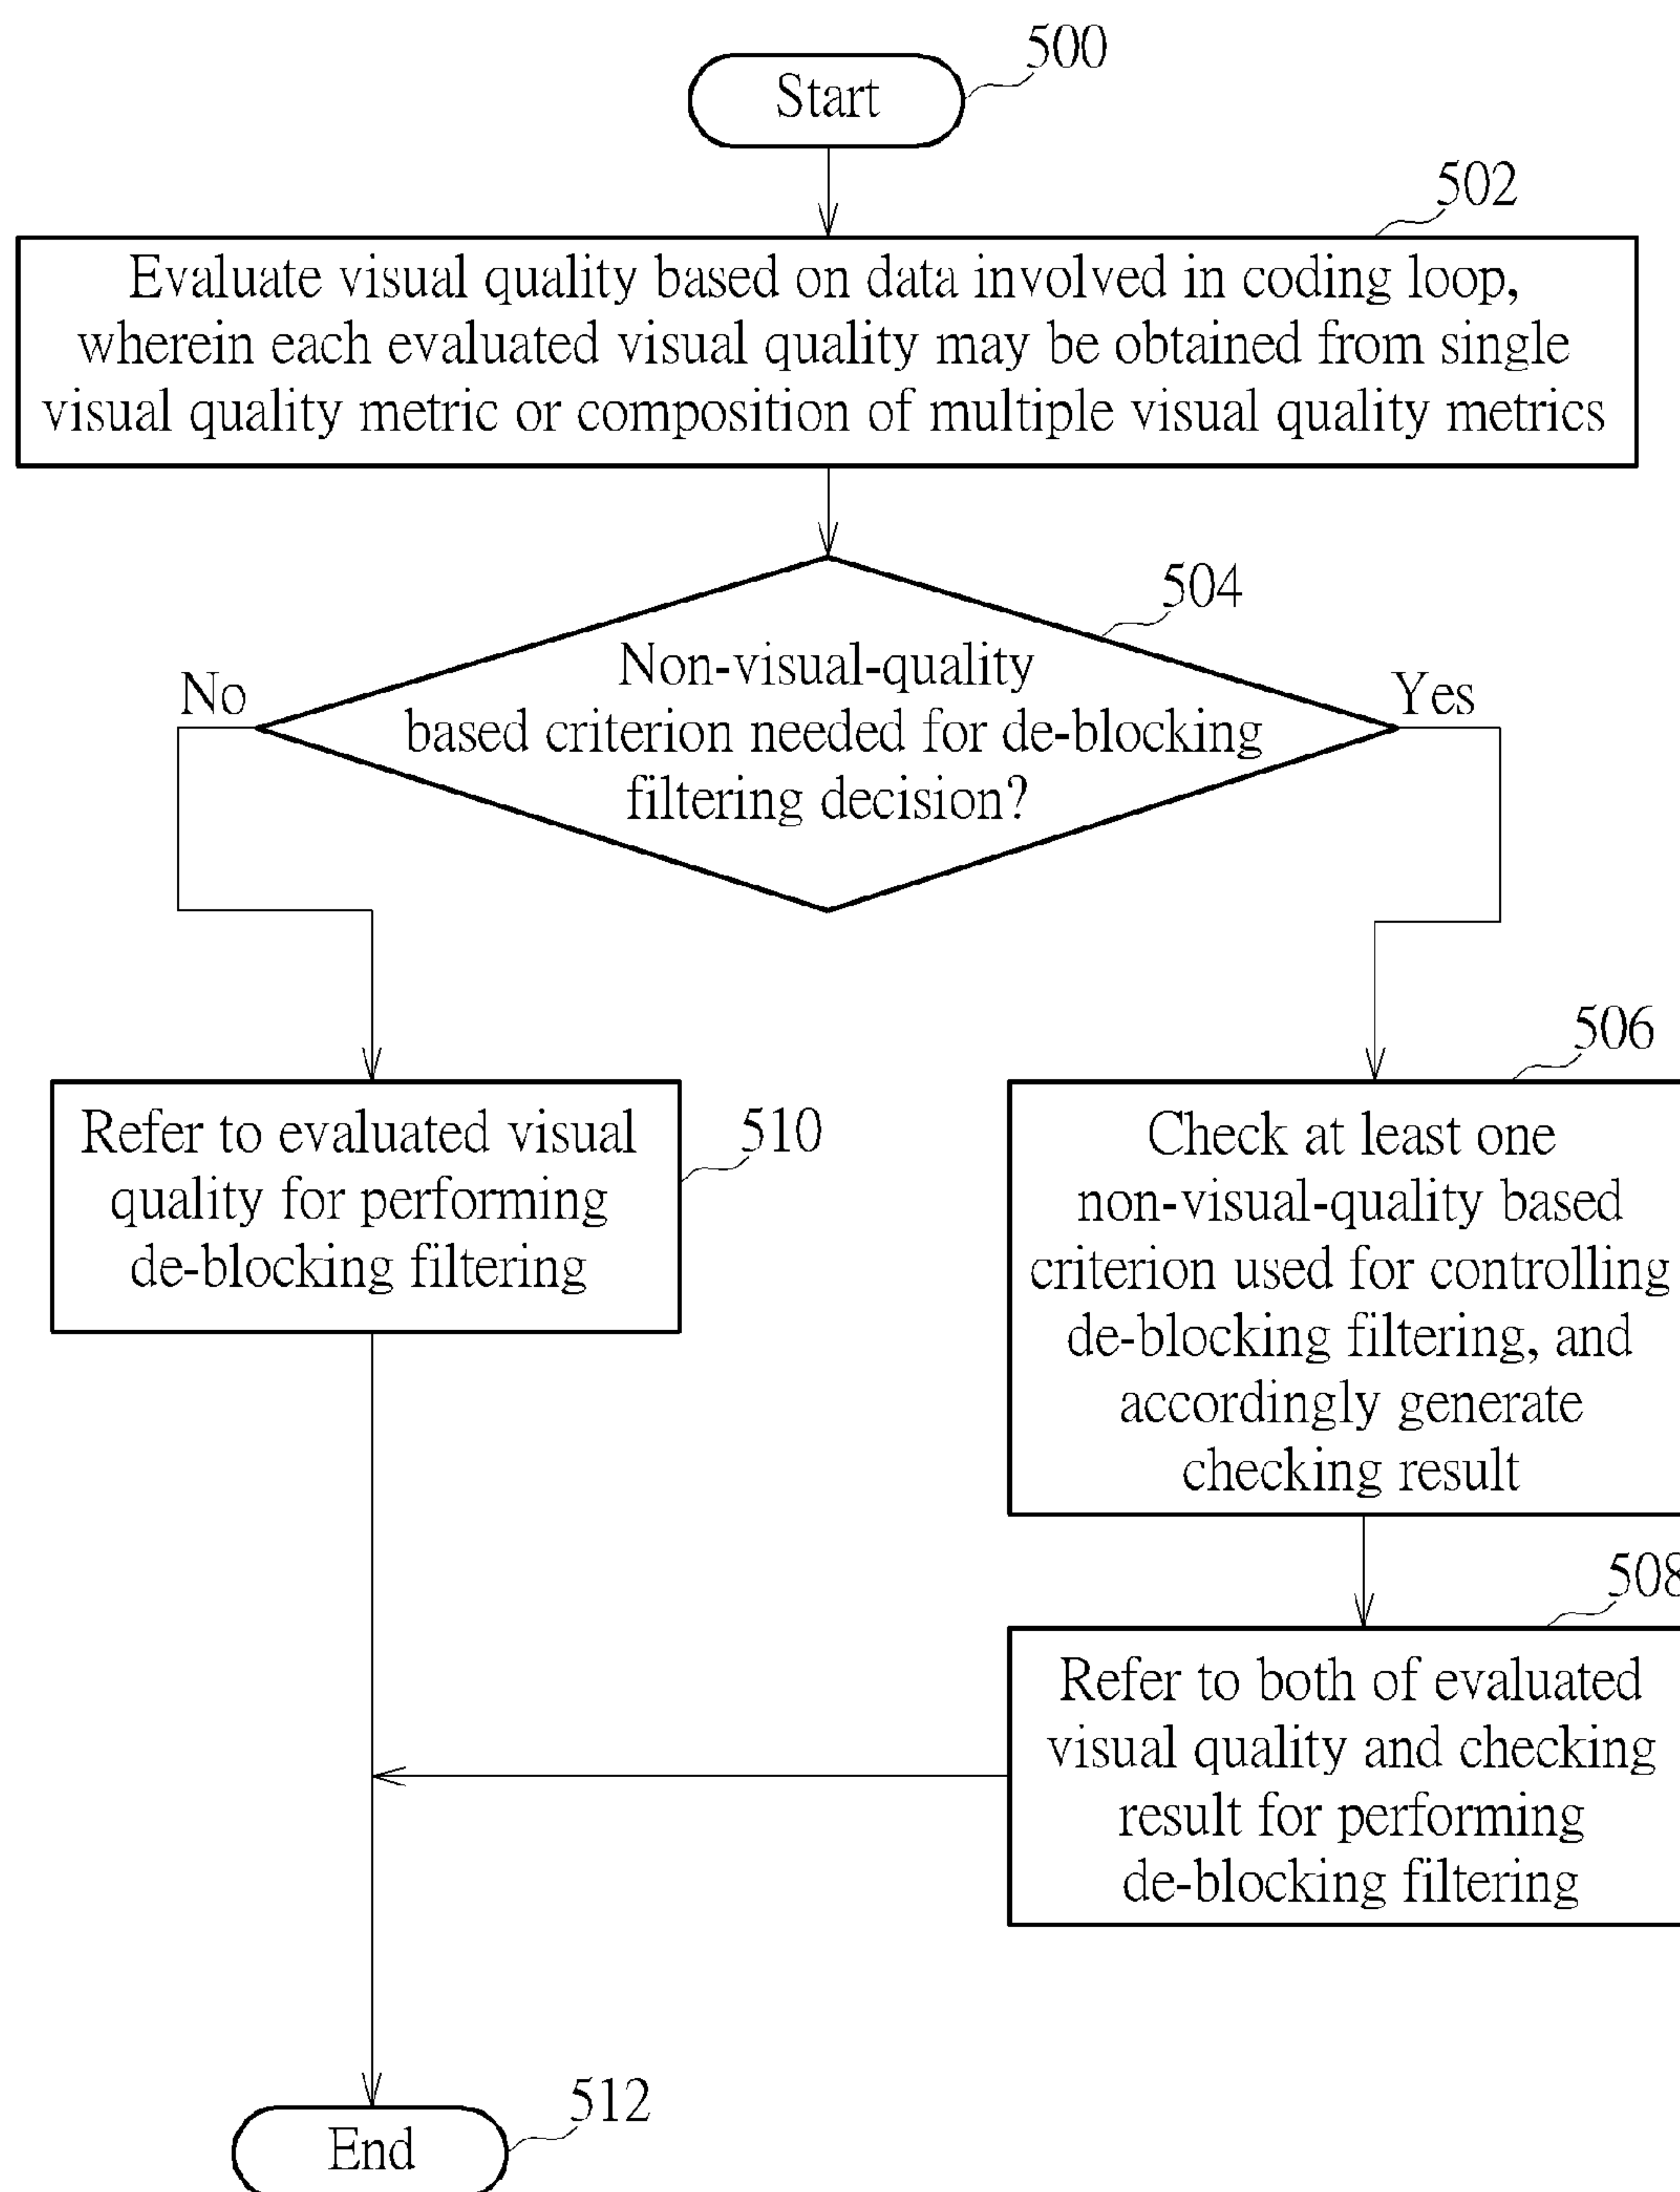 500
Start
502
Evaluate visual quality based on data involved in coding loop,
wherein each evaluated visual quality may be obtained from single
visual quality metric or composition of multiple visual quality metrics
504
Non-visual-quality
based criterion needed for de-blocking
filtering decision?
No
Yes
506
Check at least one
non-visual-quality based
criterion used for controlling
de-blocking filtering, and
accordingly generate
checking result
510
Refer to evaluated visual
quality for performing
de-blocking filtering
508
Refer to both of evaluated
visual quality and checking
result for performing
de-blocking filtering
512
End